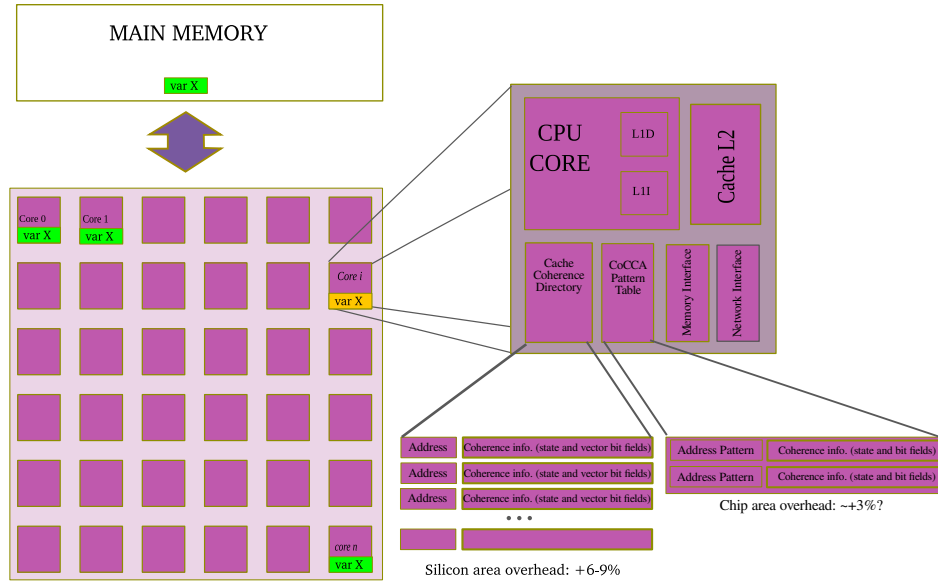 MAIN MEMORY
var X
Core 0
var X
Core 1
var X
Core i
var X
core n
var X
CPU
CORE
L1D
L1I
Cache L2
Cache
Coherence
Directory
CoCCA
Pattern
Table
Memory Interface
Network Interface
Address
Coherence info. (state and vector bit fields)
Address
Coherence info. (state and vector bit fields)
Address
Coherence info. (state and vector bit fields)
• • •
Silicon area overhead: +6-9%
Address Pattern
Coherence info. (state and bit fields)
Address Pattern
Coherence info. (state and bit fields)
Chip area overhead: ~+3%?